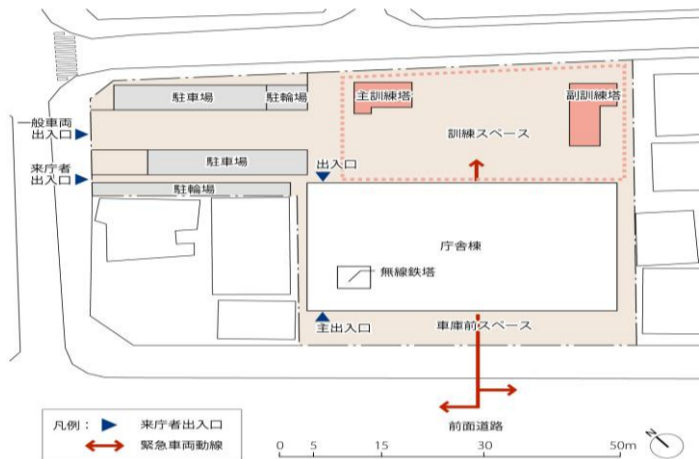 駐車場
駐輪場
主訓練塔
副訓練塔
一般車両
出入口
訓練スペース
来庁者
出入口
駐車場
出入口
駐輪場
庁舎棟
無線鉄塔
主出入口
車庫前スペース
凡例：
来庁者出入口
緊急車両動線
前面道路
0 5 15 30 50m
N